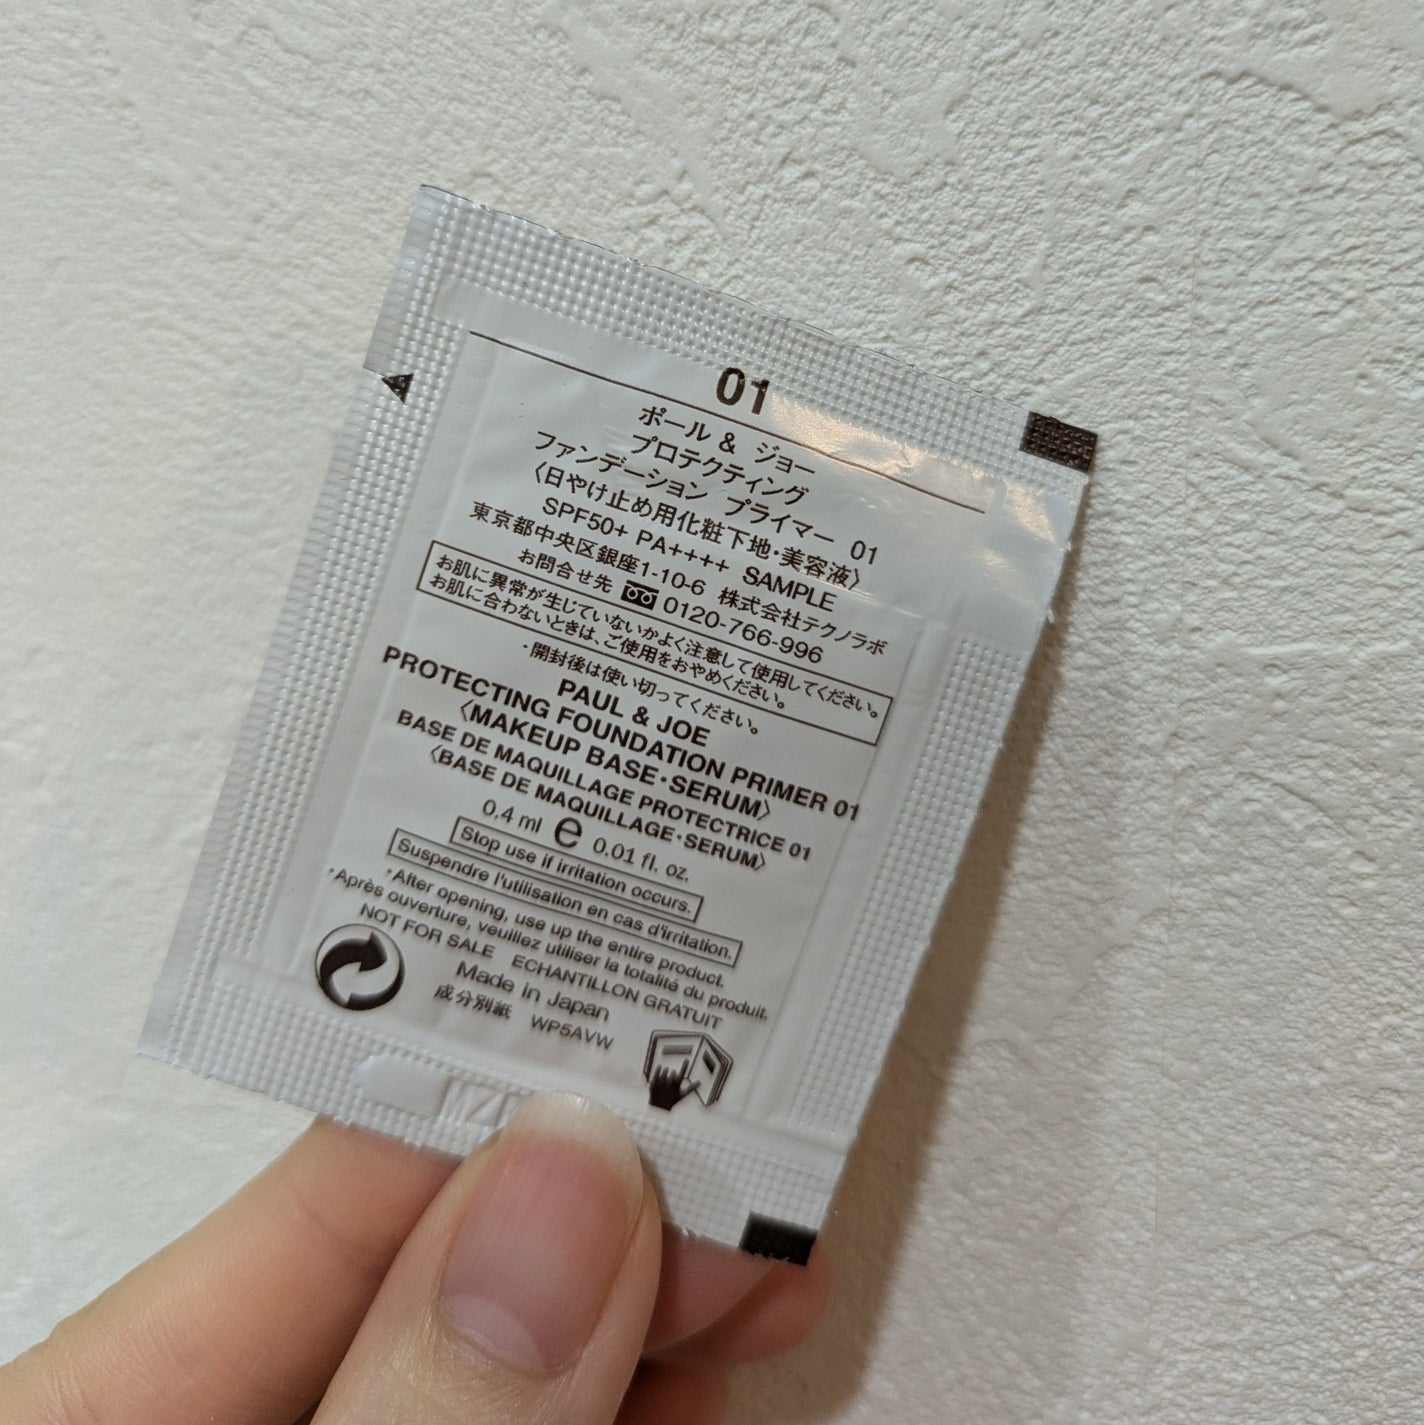 01
ポール & ジョー
プロテクティング
ファンデーション プライマー 01
〈日やけ止め用化粧下地・美容液〉
SPF50+ PA++++ SAMPLE
東京都中央区銀座1-10-6 株式会社テクノラボ
お問合せ先 0120-766-996
お肌に異常が生じていないかよく注意して使用してください。
お肌に合わないときは、ご使用をおやめください。
・開封後は使い切ってください。
PAUL & JOE
PROTECTING FOUNDATION PRIMER 01
〈MAKEUP BASE・SERUM〉
BASE DE MAQUILLAGE PROTECTRICE 01
〈BASE DE MAQUILLAGE・SERUM〉
0.4 ml e 0.01 fl. oz.
Stop use if irritation occurs.
Suspendre l'utilisation en cas d'irritation.
*After opening, use up the entire product.
*Après ouverture, veuillez utiliser la totalité du produit.
NOT FOR SALE ECHANTILLON GRATUIT
Made in Japan
成分別紙 WP5AVW